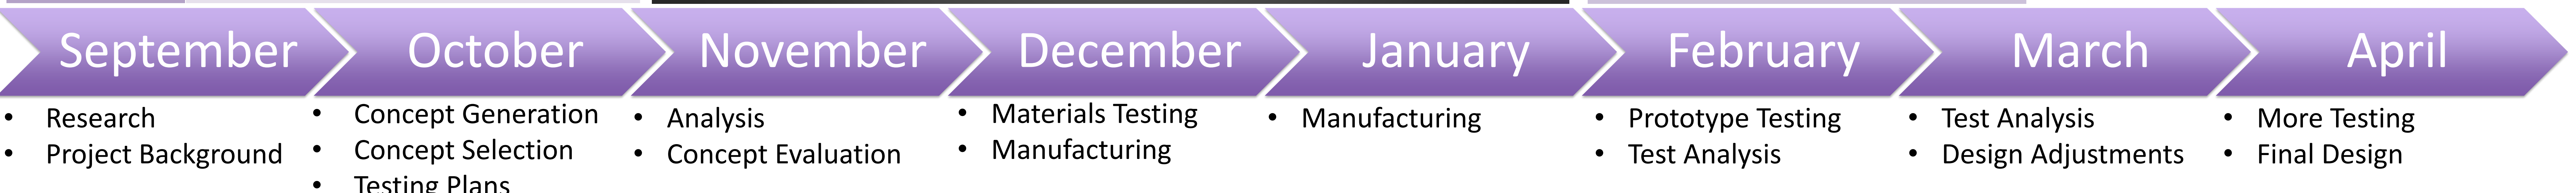 September October November December January February March April
• Research
• Project Background
• Concept Generation
• Concept Selection
• Testing Plans
• Analysis
• Concept Evaluation
• Materials Testing
• Manufacturing
• Manufacturing
• Prototype Testing
• Test Analysis
• Test Analysis
• Design Adjustments
• More Testing
• Final Design